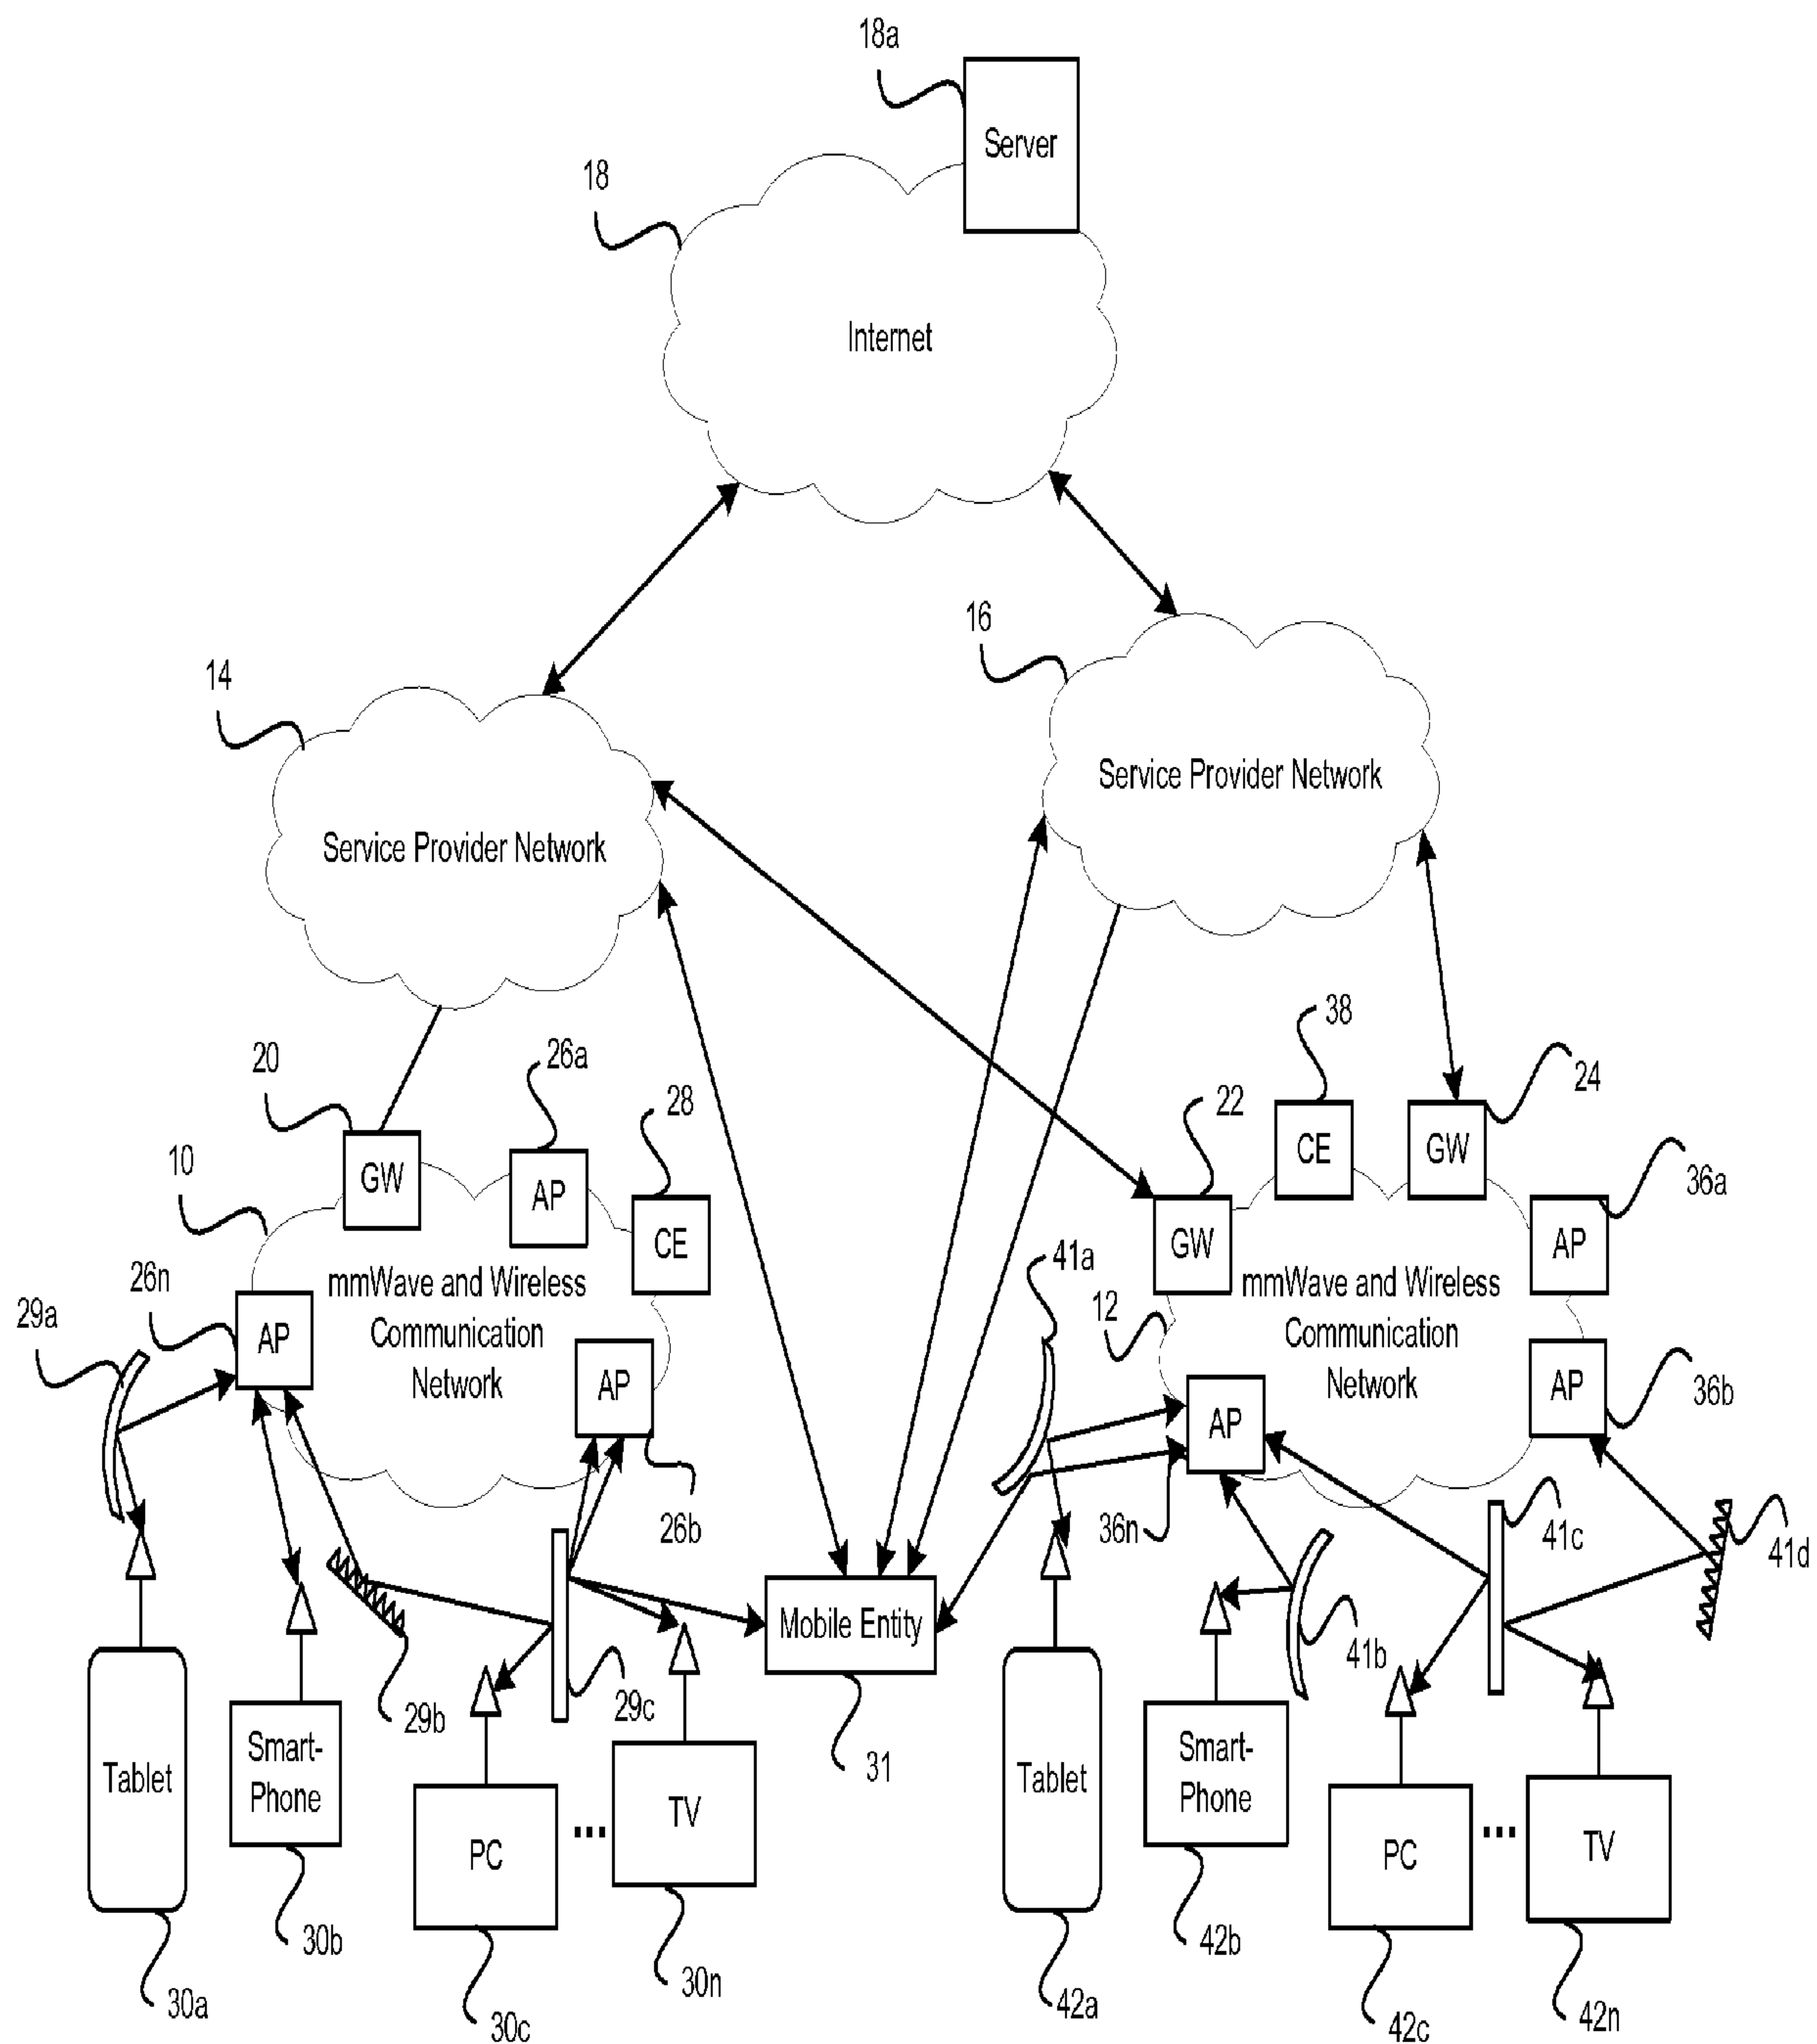 18a
Server
18
Internet
16
14
Service Provider Network
Service Provider Network
38
20
26a
24
28
22
GW
AP
CE
CE
GW
36a
10
GW
AP
41a
26n
mmWave and Wireless
Communication
Network
mmWave and Wireless
Communication
Network
29a
12
AP
AP
AP
36b
AP
26b
36n
41c
41d
Mobile Entity
41b
29b
29c
31
Tablet
Smart-
Phone
PC
...
TV
Tablet
Smart-
Phone
PC
...
TV
30a
30b
30c
30n
42a
42b
42c
42n